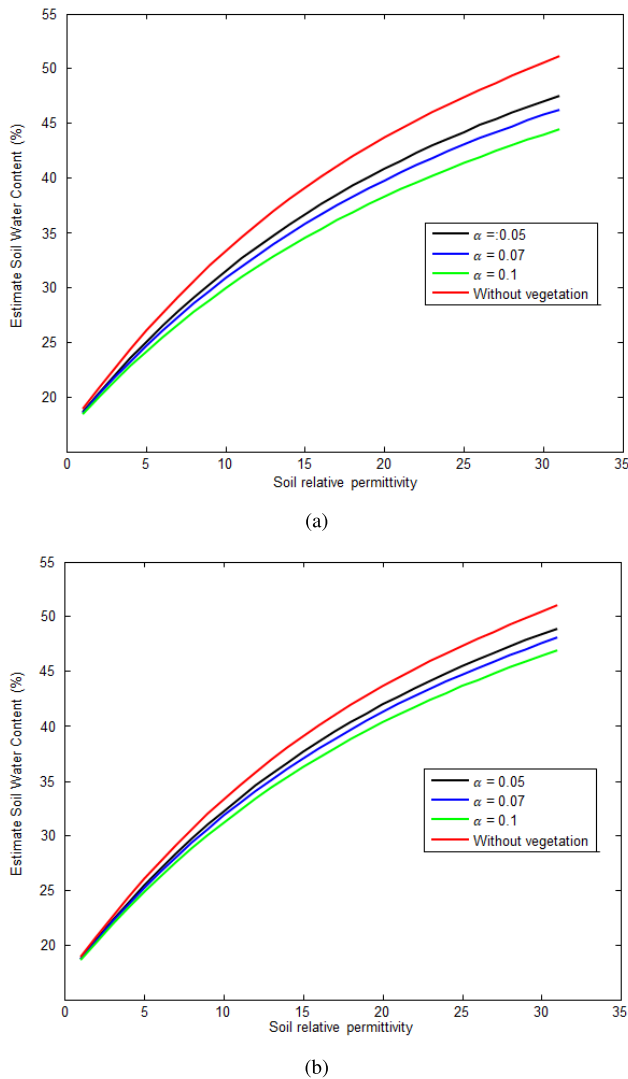 55
50
45
40
35
30
25
20
Estimate Soil Water Content (%)
α =:0.05
α = 0.07
α = 0.1
Without vegetation
0 5 10 15 20 25 30 35
Soil relative permittivity
(a)
55
50
45
40
35
30
25
20
Estimate Soil Water Content (%)
α = 0.05
α = 0.07
α = 0.1
Without vegetation
0 5 10 15 20 25 30 35
Soil relative permittivity
(b)